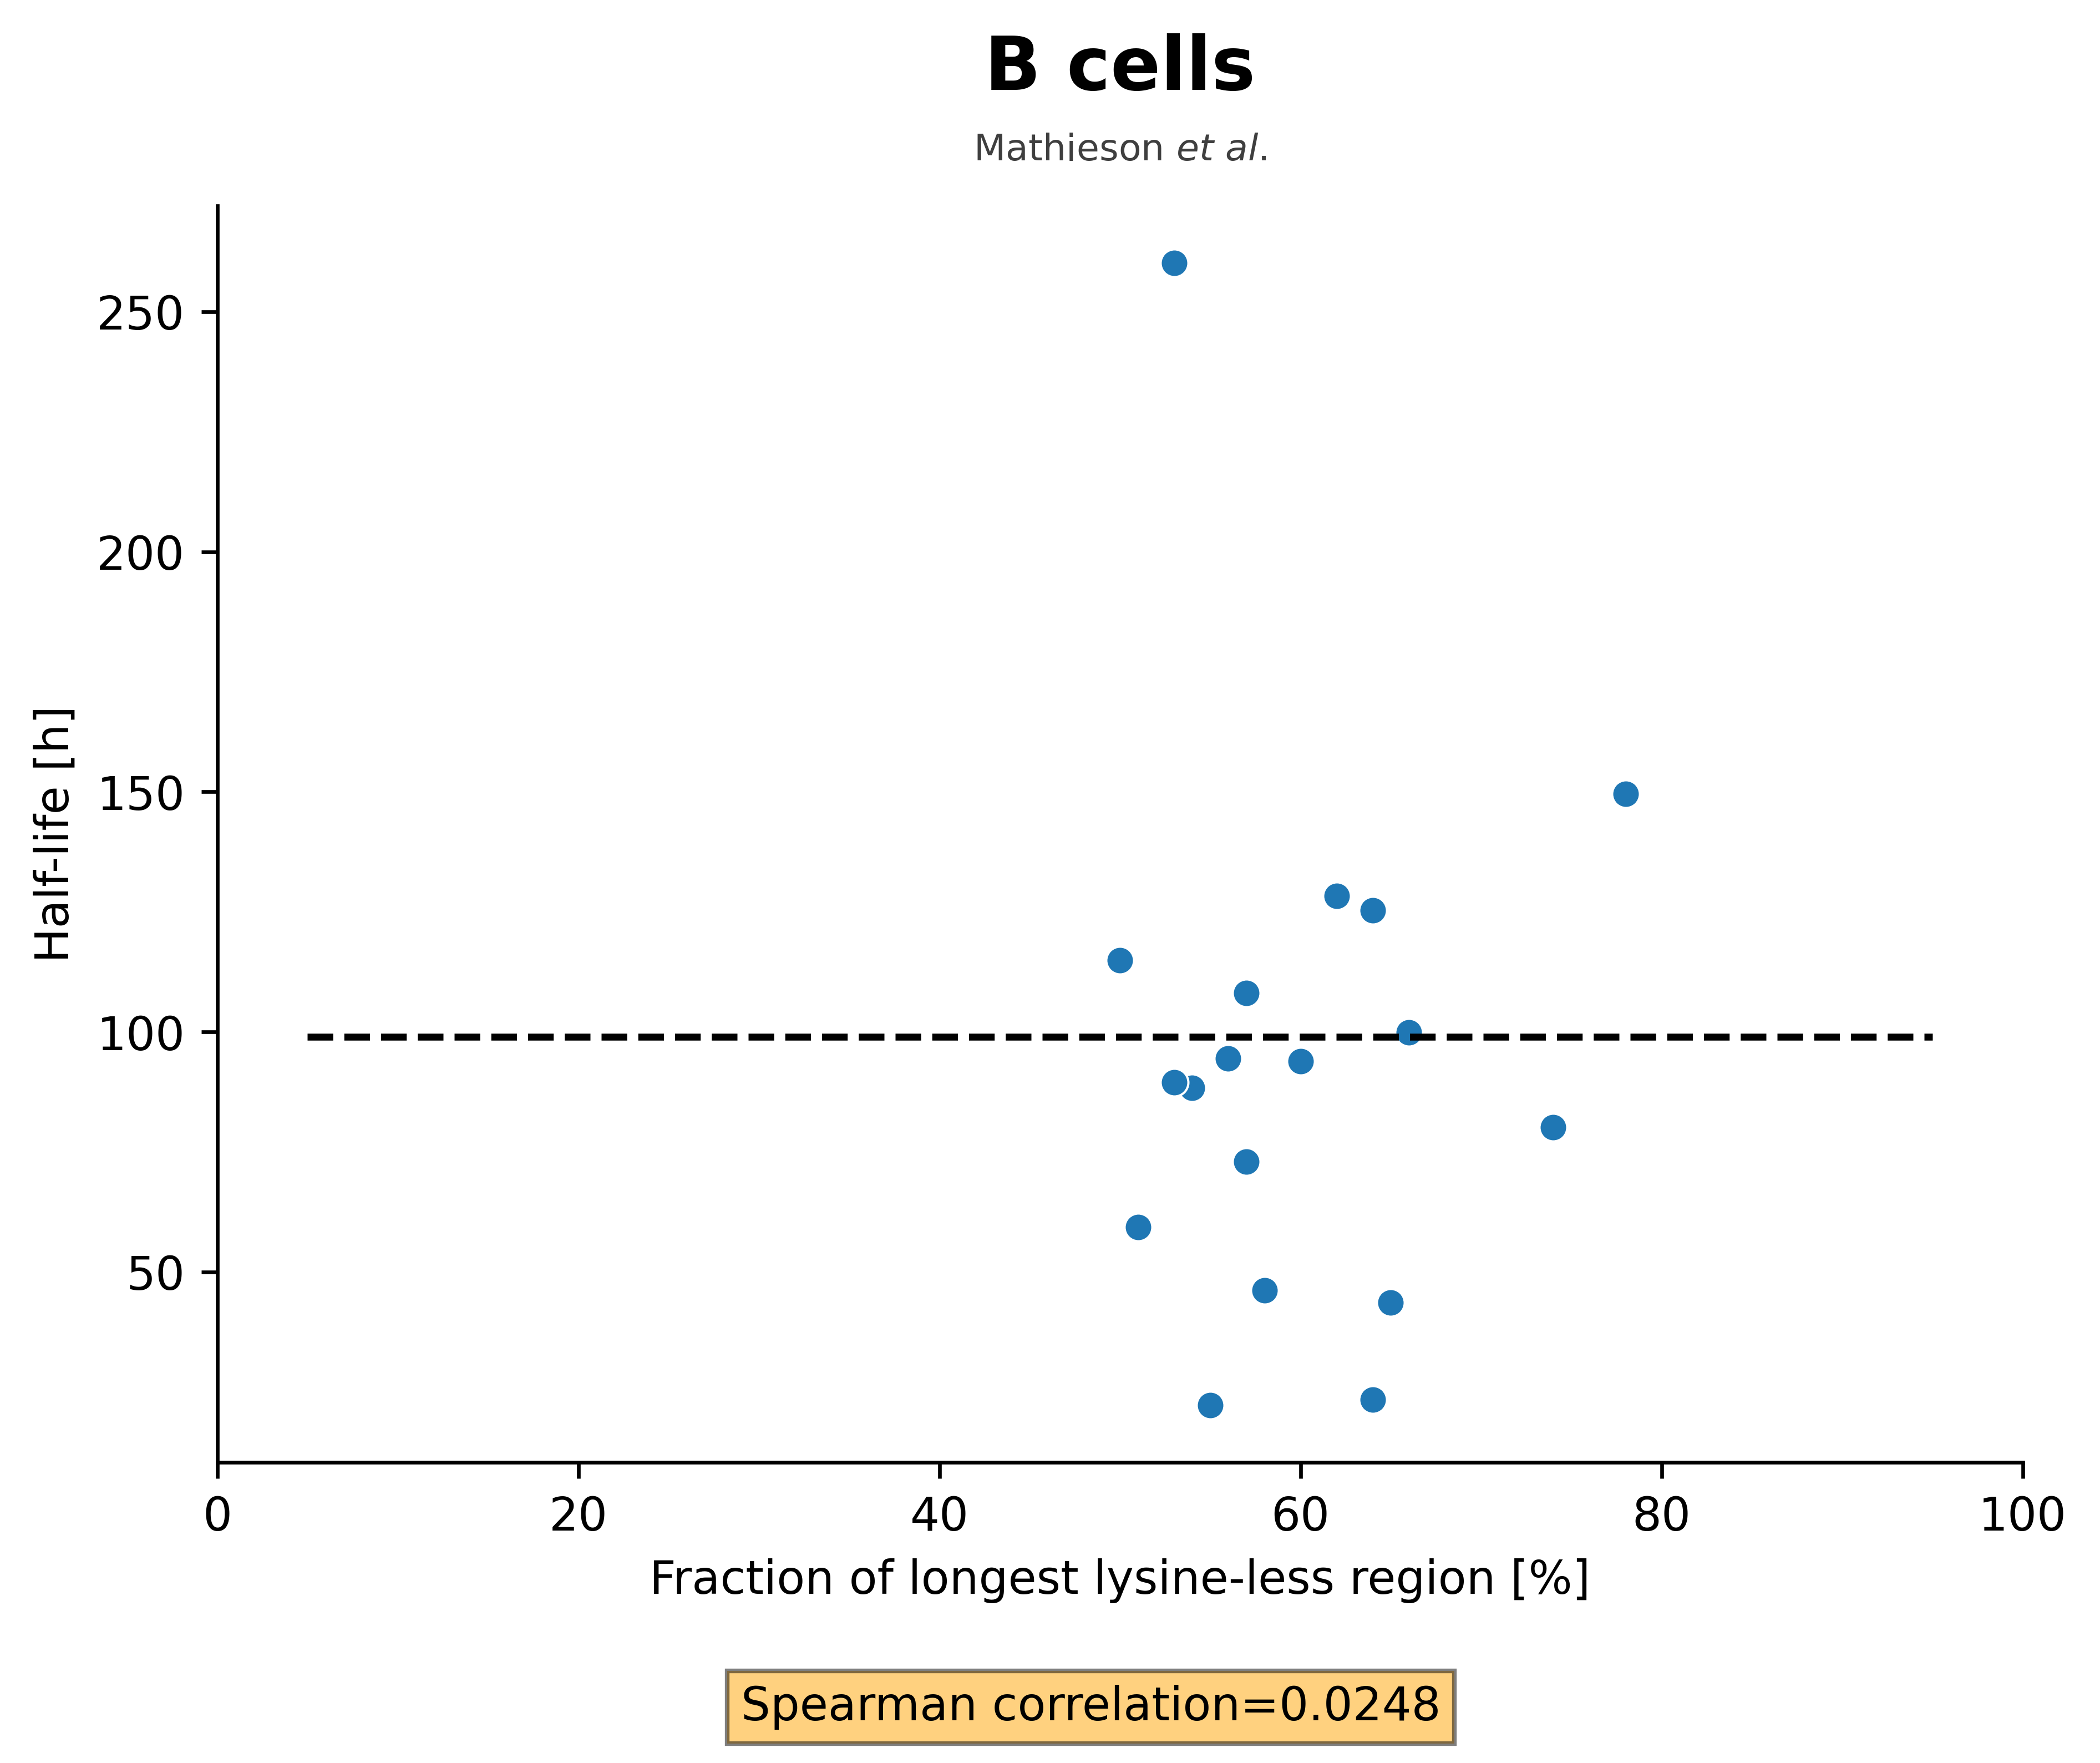 B cells
Mathieson et al.
250
200
150
100
50
Half-life [h]
0 20 40 60 80 100
Fraction of longest lysine-less region [%]
Spearman correlation=0.0248